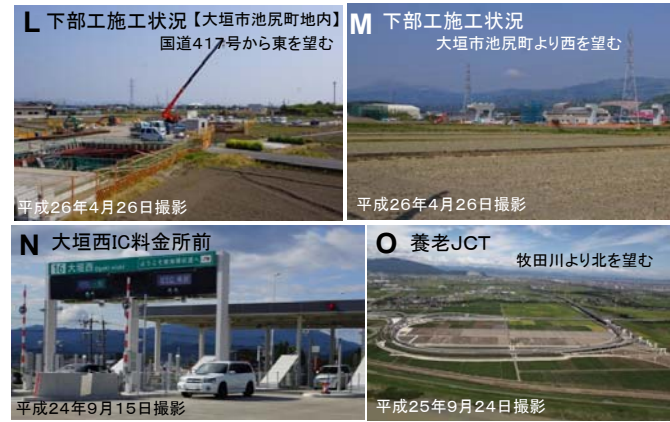 L 下部工施工状況【大垣市池尻町地内】
国道417号から東を望む
平成26年4月26日撮影
M 下部工施工状況
大垣市池尻町より西を望む
平成26年4月26日撮影
N 大垣西IC料金所前
16 大垣西
平成24年9月15日撮影
O 養老JCT
牧田川より北を望む
平成25年9月24日撮影